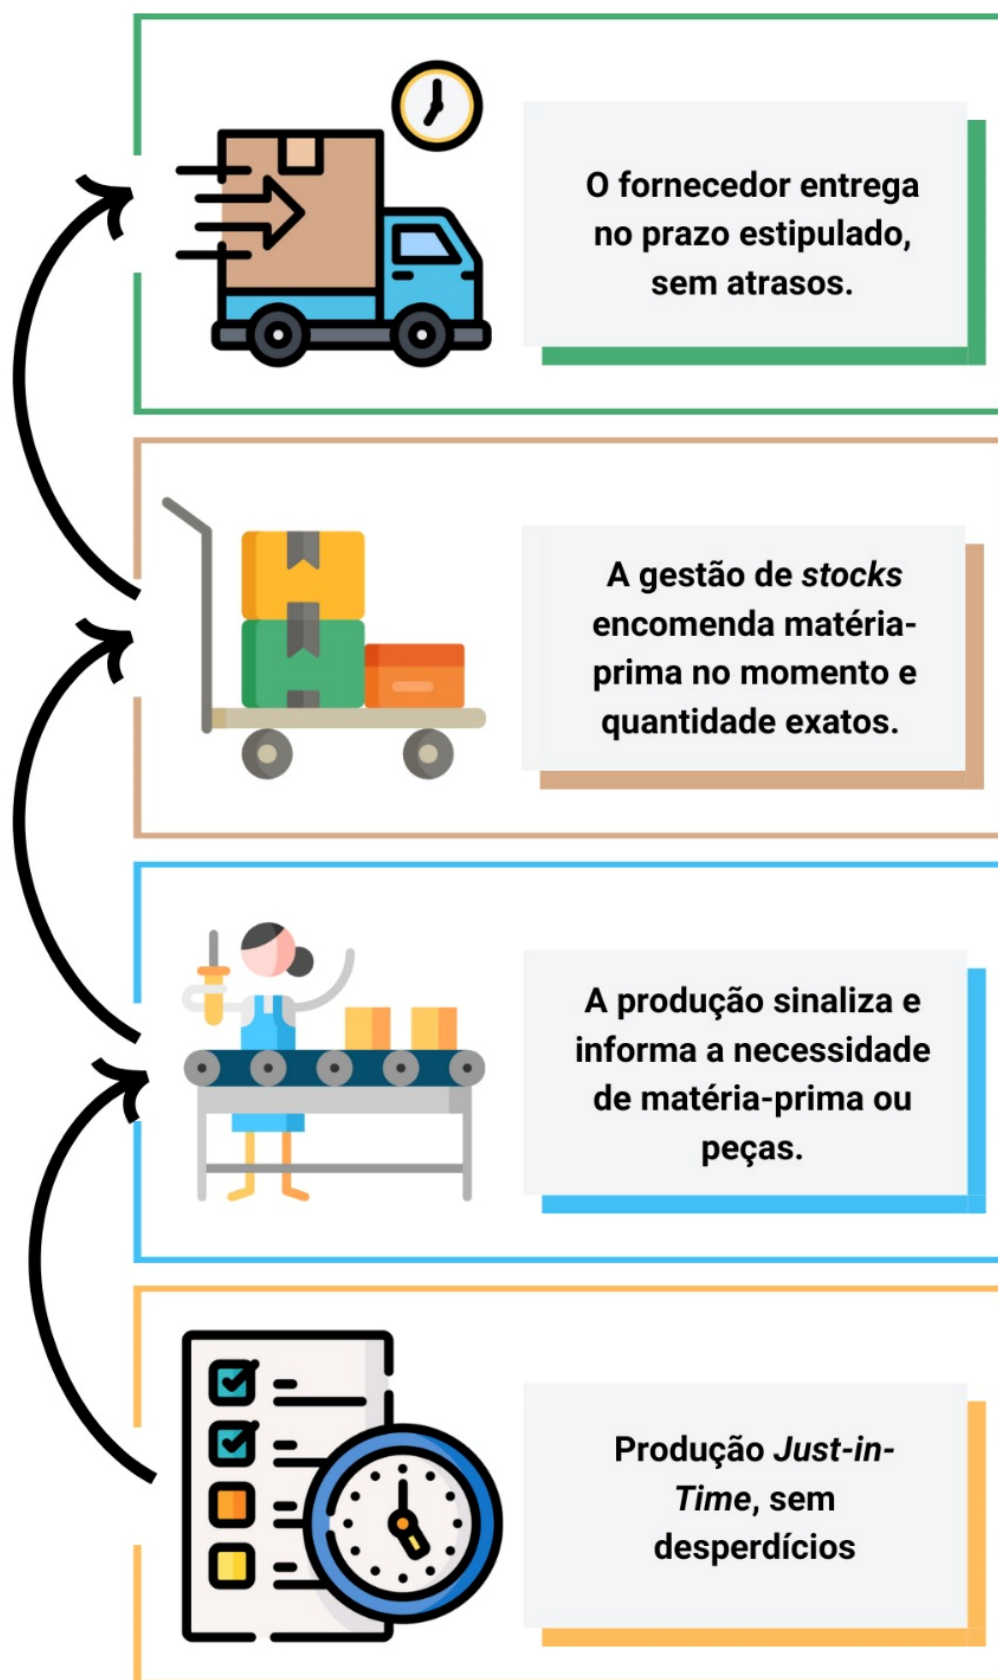 O fornecedor entrega
no prazo estipulado,
sem atrasos.
A gestão de stocks
encomenda matéria-
prima no momento e
quantidade exatos.
A produção sinaliza e
informa a necessidade
de matéria-prima ou
peças.
Produção Just-in-
Time, sem
desperdícios